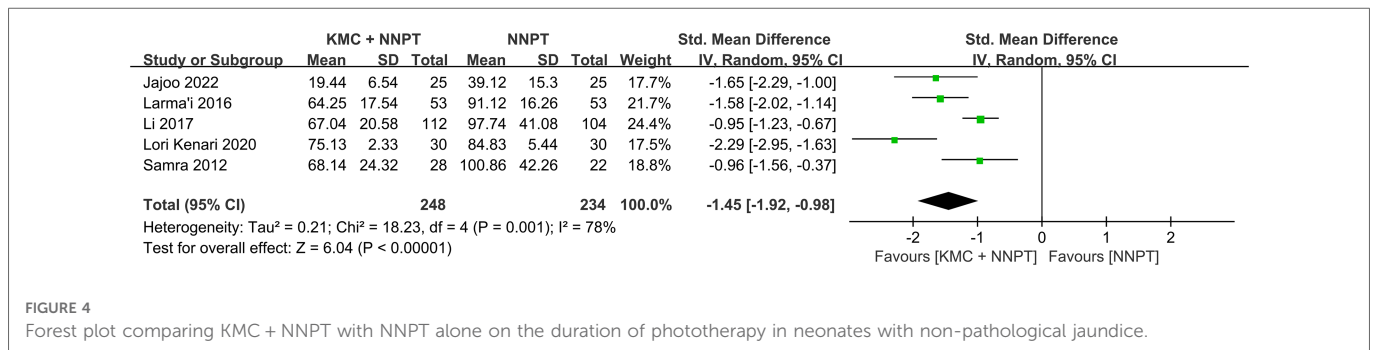 KMC + NNPT NNPT Std. Mean Difference Std. Mean Difference
Study or Subgroup Mean SD Total Mean SD Total Weight IV, Random, 95% CI IV, Random, 95% CI
Jajoo 2022 19.44 6.54 25 39.12 15.3 25 17.7% -1.65 [-2.29, -1.00]
Larma'i 2016 64.25 17.54 53 91.12 16.26 53 21.7% -1.58 [-2.02, -1.14]
Li 2017 67.04 20.58 112 97.74 41.08 104 24.4% -0.95 [-1.23, -0.67]
Lori Kenari 2020 75.13 2.33 30 84.83 5.44 30 17.5% -2.29 [-2.95, -1.63]
Samra 2012 68.14 24.32 28 100.86 42.26 22 18.8% -0.96 [-1.56, -0.37]
Total (95% CI) 248 234 100.0% -1.45 [-1.92, -0.98]
Heterogeneity: Tau² = 0.21; Chi² = 18.23, df = 4 (P = 0.001); I² = 78%
Test for overall effect: Z = 6.04 (P < 0.00001)
-2 -1 0 1 2
Favours [KMC + NNPT] Favours [NNPT]
FIGURE 4
Forest plot comparing KMC + NNPT with NNPT alone on the duration of phototherapy in neonates with non-pathological jaundice.